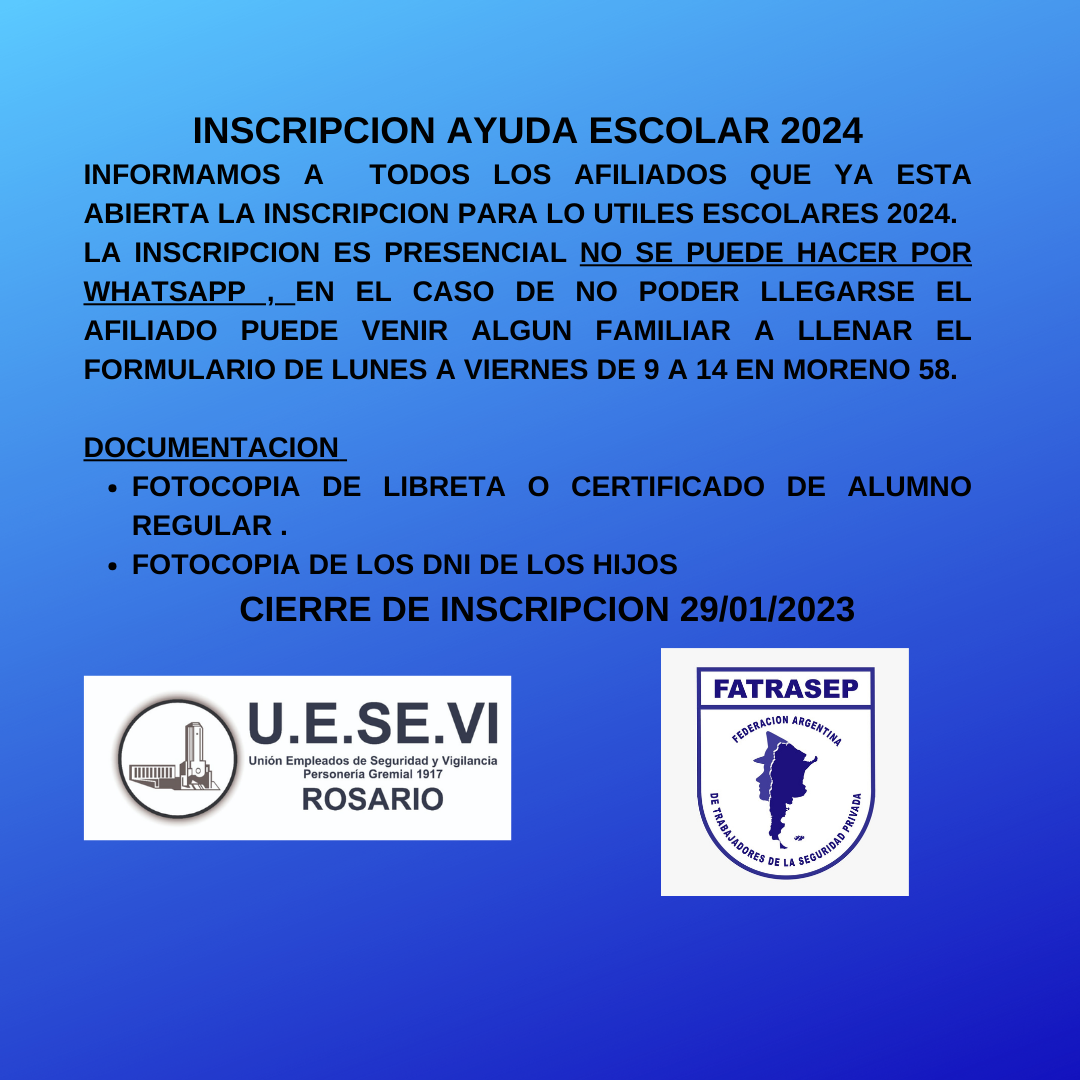 INSCRIPCION AYUDA ESCOLAR 2024
INFORMAMOS A TODOS LOS AFILIADOS QUE YA ESTA
ABIERTA LA INSCRIPCION PARA LO UTILES ESCOLARES 2024.
LA INSCRIPCION ES PRESENCIAL NO SE PUEDE HACER POR
WHATSAPP , EN EL CASO DE NO PODER LLEGARSE EL
AFILIADO PUEDE VENIR ALGUN FAMILIAR A LLENAR EL
FORMULARIO DE LUNES A VIERNES DE 9 A 14 EN MORENO 58.
DOCUMENTACION
• FOTOCOPIA DE LIBRETA O CERTIFICADO DE ALUMNO
REGULAR .
• FOTOCOPIA DE LOS DNI DE LOS HIJOS
CIERRE DE INSCRIPCION 29/01/2023
U.E.SE.VI
Unión Empleados de Seguridad y Vigilancia
Personería Gremial 1917
ROSARIO
FATRASEP
FEDERACION ARGENTINA
DE TRABAJADORES DE LA SEGURIDAD PRIVADA